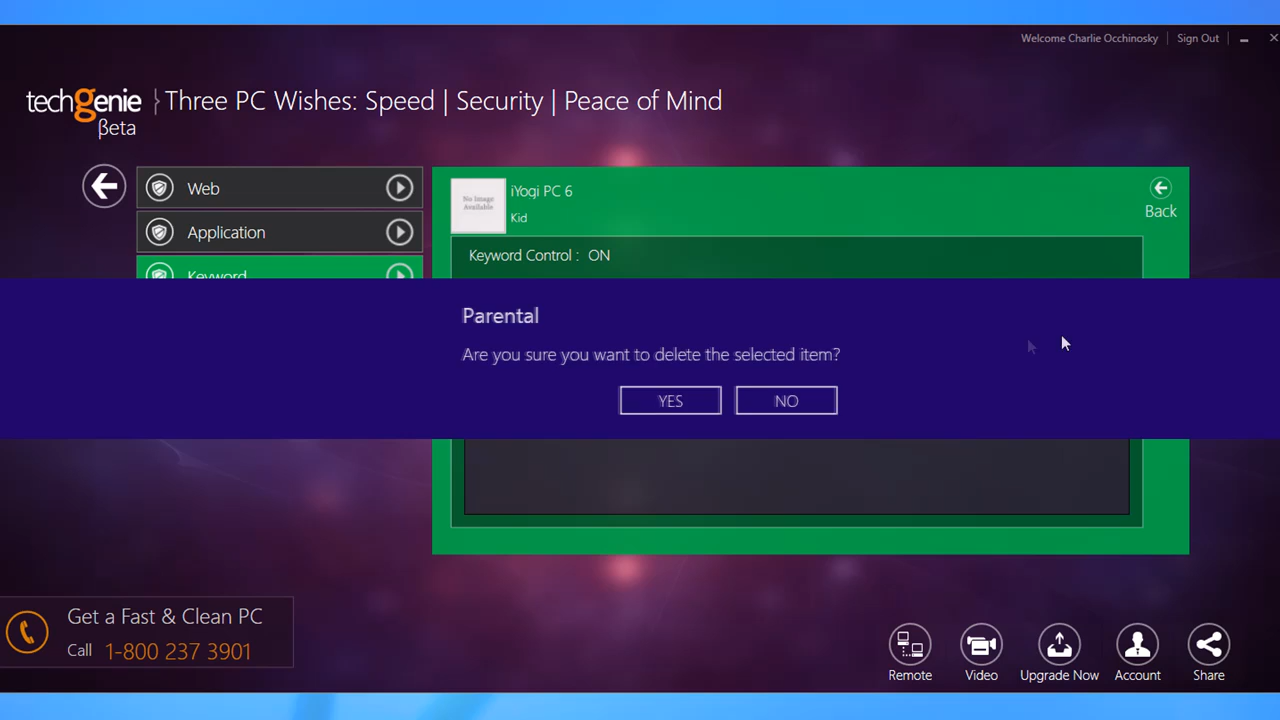 Welcome Charlie Occhinosky | Sign Out
techgenie
βeta
Three PC Wishes: Speed | Security | Peace of Mind
Web
Application
Keyword
No Image
Available
iYogi PC 6
Kid
Back
Keyword Control : ON
Parental
Are you sure you want to delete the selected item?
YES NO
Get a Fast & Clean PC
Call 1-800 237 3901
Remote Video Upgrade Now Account Share